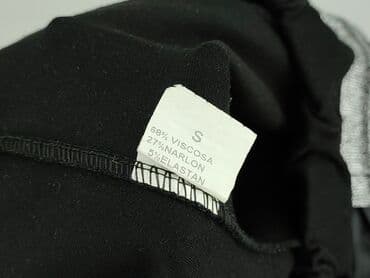 S
68% VISCOSA
27% NARLON
5% ELASTAN